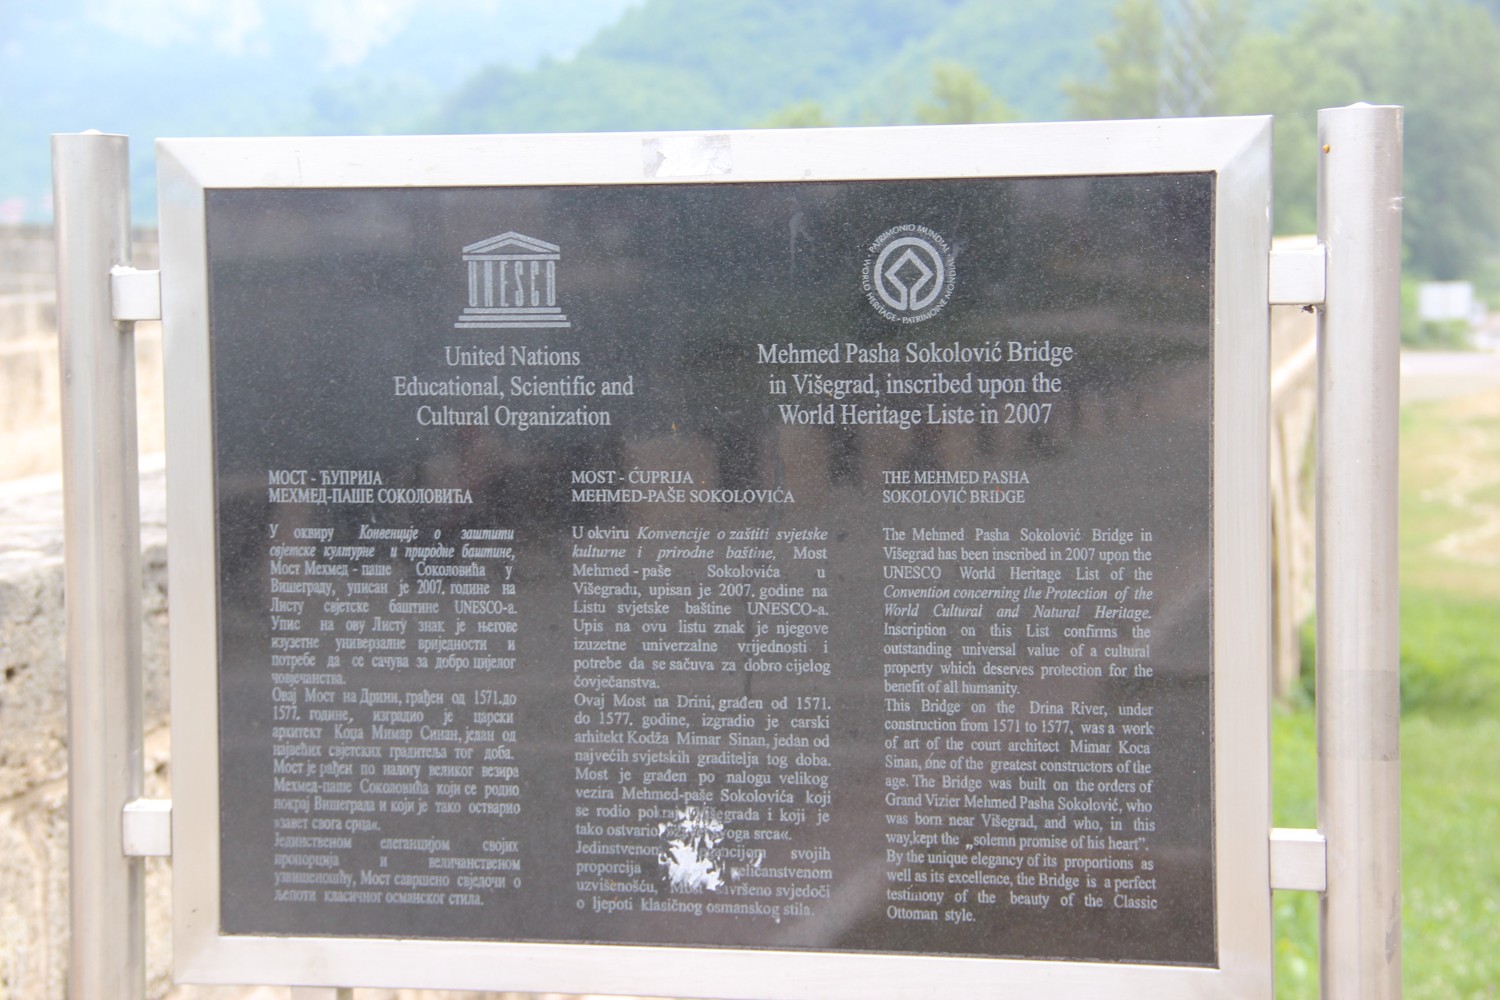 UNESCO
United Nations
Educational, Scientific and
Cultural Organization
PATRIMONIO MUNDIAL
WORLD HERITAGE • PATRIMOINE MONDIAL
Mehmed Pasha Sokolović Bridge
in Višegrad, inscribed upon the
World Heritage Liste in 2007
МОСТ - ЋУПРИЈА
МЕХМЕД-ПАШЕ СОКОЛОВИЋА
У оквиру Конвенције о заштити
свјетске културне и природне баштине,
Мост Мехмед - паше Соколовића у
Вишеграду, уписан је 2007. године на
Листу свјетске баштине UNESCO-а.
Упис на ову Листу знак је његове
изузетне универзалне вриједности и
потребе да се сачува за добро цијелог
човјечанства.
Овај Мост на Дрини, грађен од 1571.до
1577. године, изградио је царски
архитект Коџа Мимар Синан, један од
највећих свјетских градитеља тог доба.
Мост је рађен по налогу великог везира
Мехмед-паше Соколовића који се родио
покрај Вишеграда и који је тако остварио
»завет свога срца«.
Јединственом елеганцијом својих
пропорција и величанственом
узвишеношћу, Мост савршено свједочи о
љепоти класичног османског стила.
MOST - ĆUPRIJA
MEHMED-PAŠE SOKOLOVIĆA
U okviru Konvencije o zaštiti svjetske
kulturne i prirodne baštine, Most
Mehmed - paše Sokolovića u
Višegradu, upisan je 2007. godine na
Listu svjetske baštine UNESCO-a.
Upis na ovu listu znak je njegove
izuzetne univerzalne vrijednosti i
potrebe da se sačuva za dobro cijelog
čovječanstva.
Ovaj Most na Drini, građen od 1571.
do 1577. godine, izgradio je carski
arhitekt Kodža Mimar Sinan, jedan od
najvećih svjetskih graditelja tog doba.
Most je građen po nalogu velikog
vezira Mehmed-paše Sokolovića koji
se rodio pokraj Višegrada i koji je
tako ostvario srca«.
Jedinstvenom svojih
proporcija
uzvišenošću, svjedoči
o ljepoti klasičnog osmanskog stila.
THE MEHMED PASHA
SOKOLOVIĆ BRIDGE
The Mehmed Pasha Sokolović Bridge in
Višegrad has been inscribed in 2007 upon the
UNESCO World Heritage List of the
Convention concerning the Protection of the
World Cultural and Natural Heritage.
Inscription on this List confirms the
outstanding universal value of a cultural
property which deserves protection for the
benefit of all humanity.
This Bridge on the Drina River, under
construction from 1571 to 1577, was a work
of art of the court architect Mimar Koca
Sinan, one of the greatest constructors of the
age. The Bridge was built on the orders of
Grand Vizier Mehmed Pasha Sokolović, who
was born near Višegrad, and who, in this
way,kept the „solemn promise of his heart”.
By the unique elegancy of its proportions as
well as its excellence, the Bridge is a perfect
testimony of the beauty of the Classic
Ottoman style.